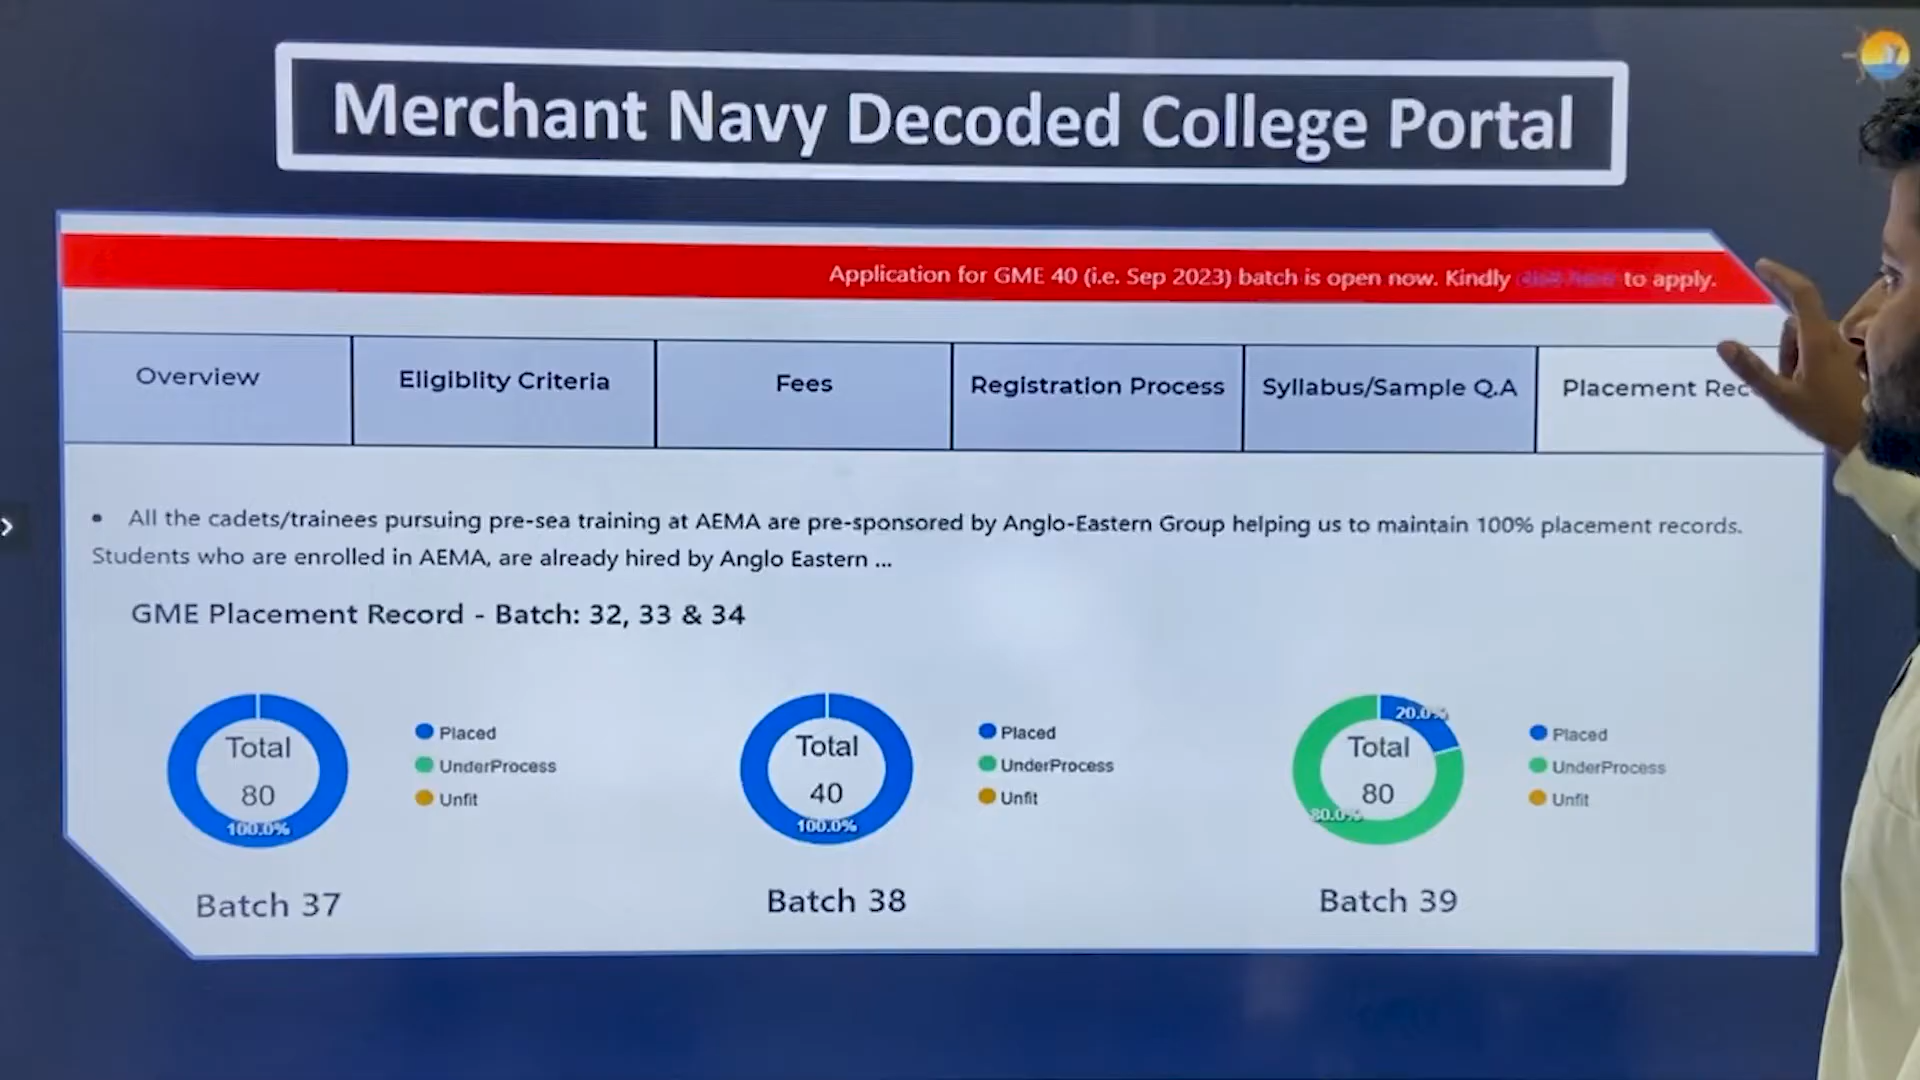 Merchant Navy Decoded College Portal
Application for GME 40 (i.e. Sep 2023) batch is open now. Kindly click here to apply.
Overview
Eligiblity Criteria
Fees
Registration Process
Syllabus/Sample Q.A
Placement Rec
• All the cadets/trainees pursuing pre-sea training at AEMA are pre-sponsored by Anglo-Eastern Group helping us to maintain 100% placement records.
Students who are enrolled in AEMA, are already hired by Anglo Eastern ...
GME Placement Record - Batch: 32, 33 & 34
Total
80
100.0%
Placed
UnderProcess
Unfit
Batch 37
Total
40
100.0%
Placed
UnderProcess
Unfit
Batch 38
20.0%
Total
80
80.0%
Placed
UnderProcess
Unfit
Batch 39